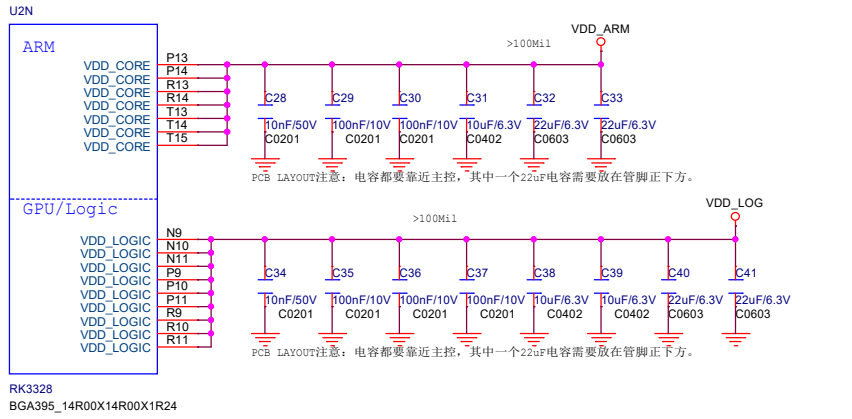 U2N
ARM
VDD_ARM
>100Mil
VDD_CORE P13
VDD_CORE P14
VDD_CORE R13
VDD_CORE R14
VDD_CORE T13
VDD_CORE T14
VDD_CORE T15
C28 C29 C30 C31 C32 C33
10nF/50V 100nF/10V 100nF/10V 10uF/6.3V 22uF/6.3V 22uF/6.3V
C0201 C0201 C0201 C0402 C0603 C0603
PCB LAYOUT注意：电容都要靠近主控，其中一个22uF电容需要放在管脚正下方。
GPU/Logic
VDD_LOG
>100Mil
VDD_LOGIC N9
VDD_LOGIC N10
VDD_LOGIC N11
VDD_LOGIC P9
VDD_LOGIC P10
VDD_LOGIC P11
VDD_LOGIC R9
VDD_LOGIC R10
VDD_LOGIC R11
C34 C35 C36 C37 C38 C39 C40 C41
10nF/50V 100nF/10V 100nF/10V 100nF/10V 10uF/6.3V 10uF/6.3V 22uF/6.3V 22uF/6.3V
C0201 C0201 C0201 C0201 C0402 C0402 C0603 C0603
PCB LAYOUT注意：电容都要靠近主控，其中一个22uF电容需要放在管脚正下方。
RK3328
BGA395_14R00X14R00X1R24